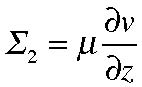 Σ₂ = μ ∂v/∂z